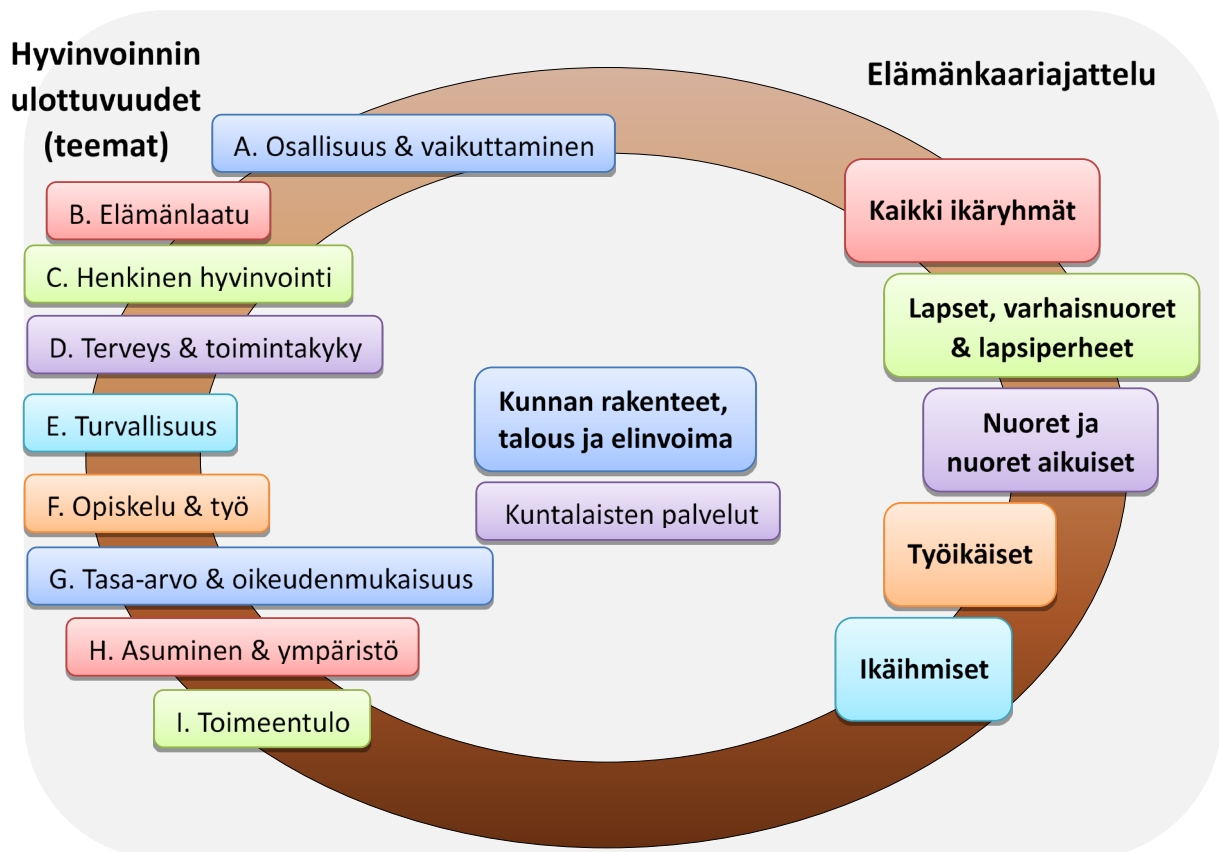 Hyvinvoinnin
ulottuvuudet
(teemat)
A. Osallisuus & vaikuttaminen
B. Elämänlaatu
C. Henkinen hyvinvointi
D. Terveys & toimintakyky
E. Turvallisuus
F. Opiskelu & työ
G. Tasa-arvo & oikeudenmukaisuus
H. Asuminen & ympäristö
I. Toimeentulo
Kunnan rakenteet,
talous ja elinvoima
Kuntalaisten palvelut
Elämänkaariajattelu
Kaikki ikäryhmät
Lapset, varhaisnuoret
& lapsiperheet
Nuoret ja
nuoret aikuiset
Työikäiset
Ikäihmiset